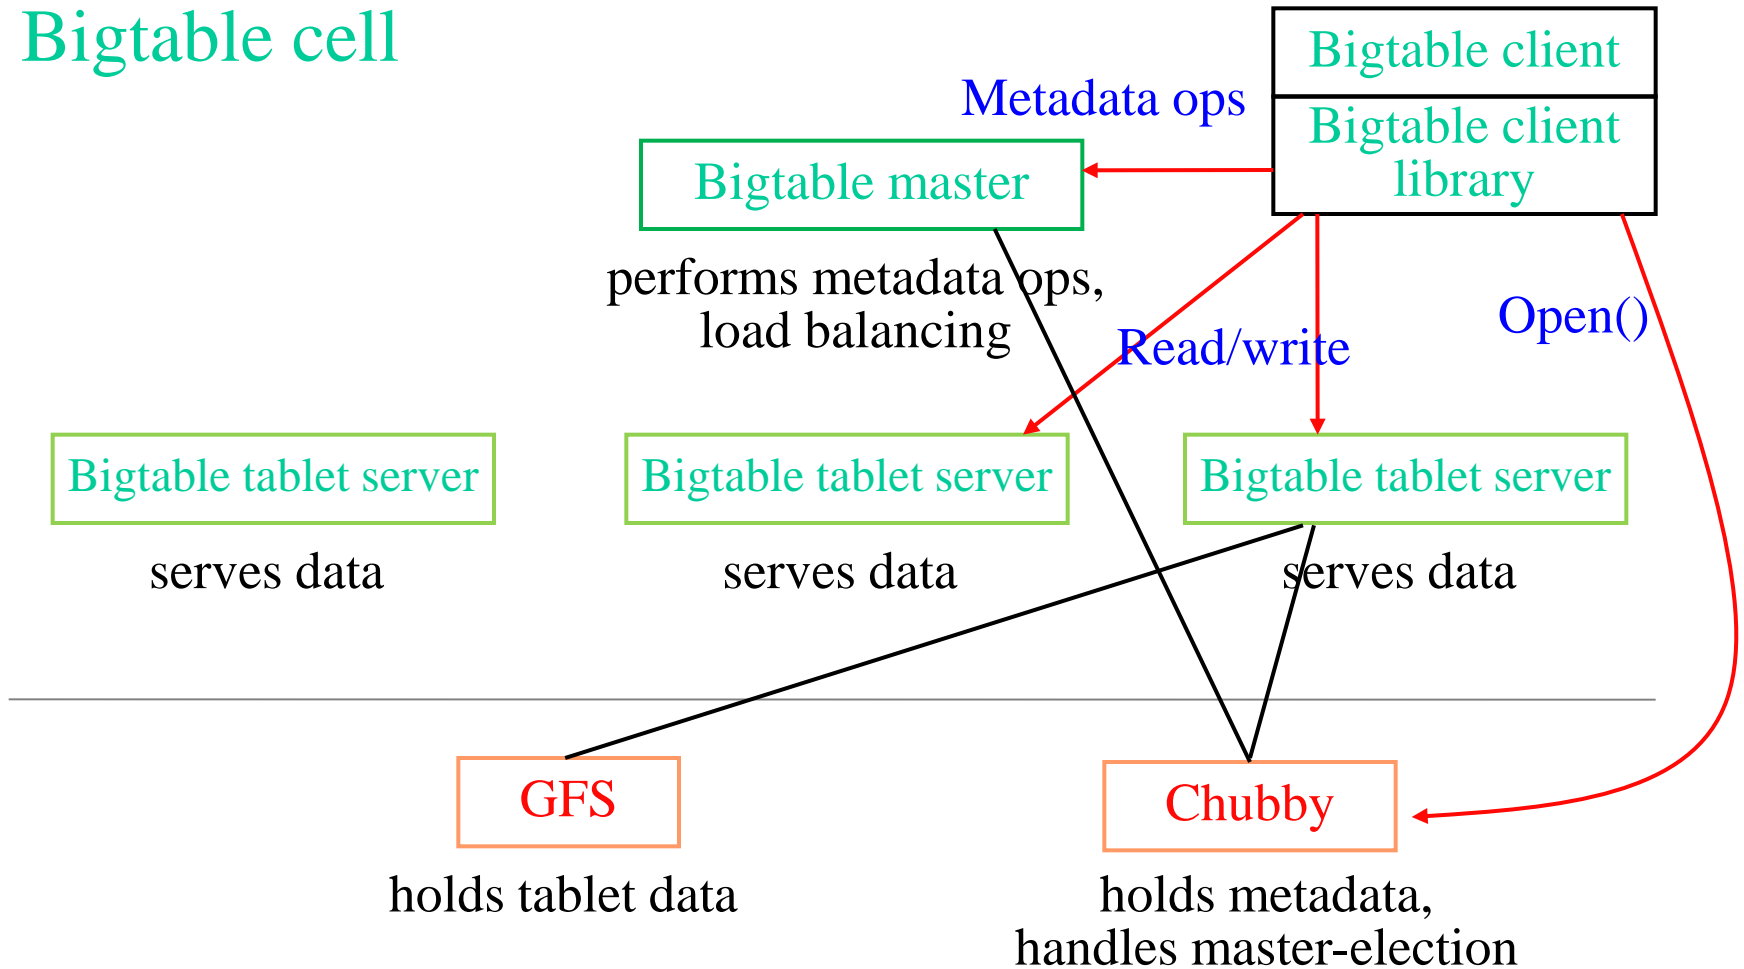 Bigtable cell
Bigtable client
Metadata ops
Bigtable client
library
Bigtable master
performs metadata ops,
load balancing
Open()
Read/write
Bigtable tablet server
Bigtable tablet server
Bigtable tablet server
serves data
serves data
serves data
GFS
Chubby
holds tablet data
holds metadata,
handles master-election